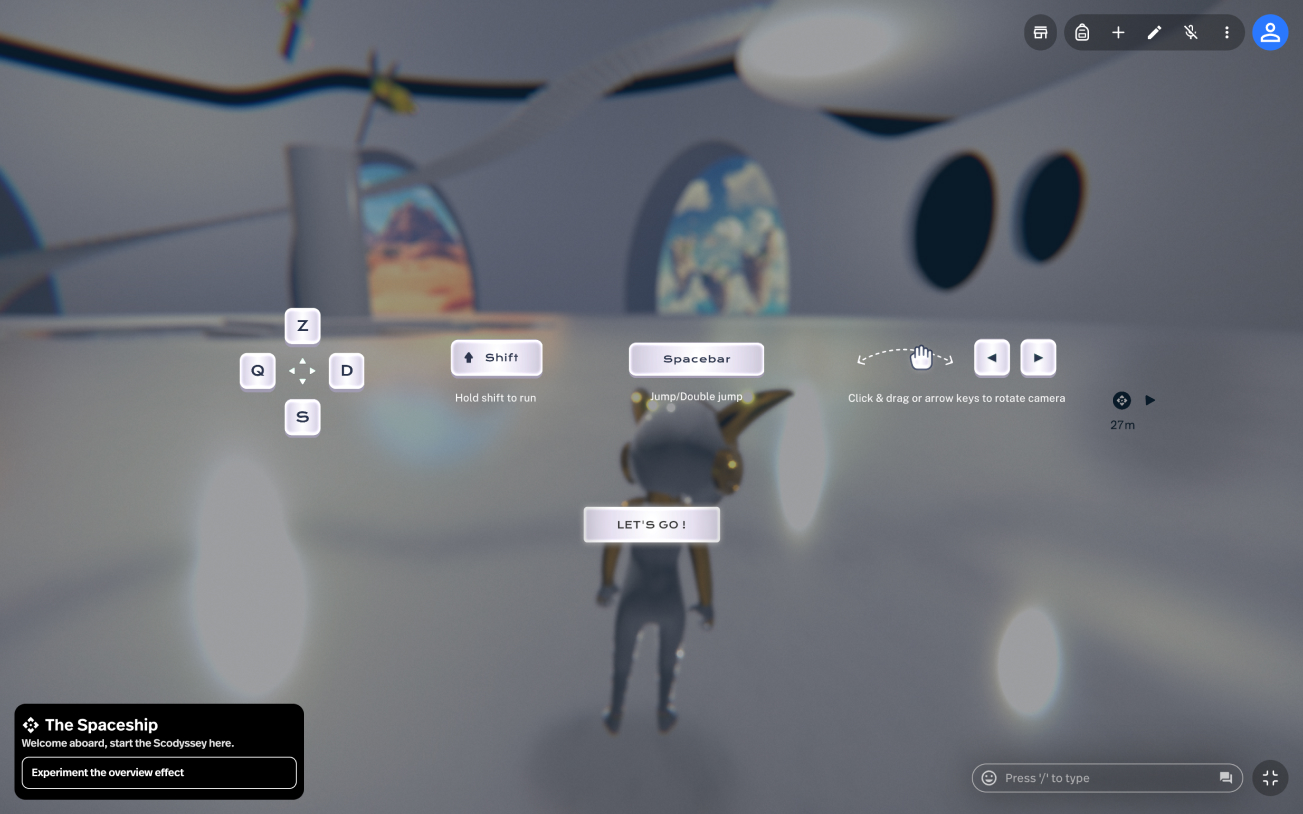 Z
Q
D
S
Shift
Hold shift to run
Spacebar
Jump/Double jump
Click & drag or arrow keys to rotate camera
27m
LET'S GO !
The Spaceship
Welcome aboard, start the Scodyssey here.
Experiment the overview effect
Press '/' to type